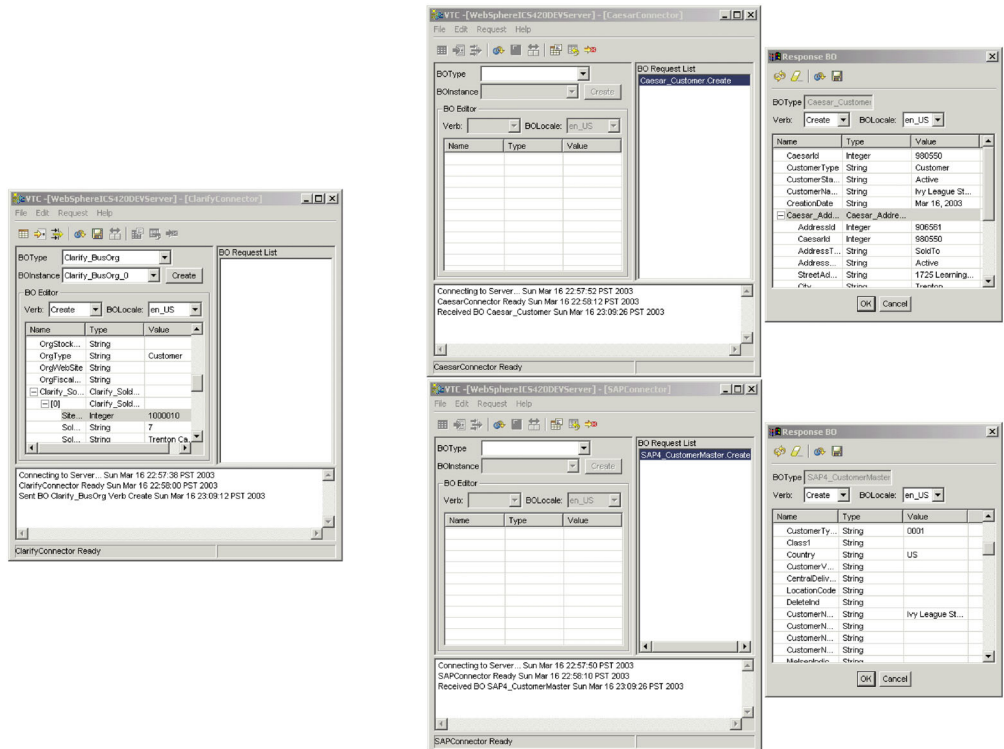 VTC -[WebSphereICS420DEVServer] - [ClarifyConnector]
File Edit Request Help
BOType Clarify_BusOrg
BOInstance Clarify_BusOrg_0 Create
BO Editor
Verb: Create BOLocale: en_US
Name Type Value
OrgStock... String
OrgType String Customer
OrgWebSite String
OrgFiscal... String
Clarify_So... Clarify_Sold...
[0] Clarify_Sold...
Site... Integer 1000010
Sol... String 7
Sol... String Trenton Ca...
BO Request List
Connecting to Server... Sun Mar 16 22:57:38 PST 2003
ClarifyConnector Ready Sun Mar 16 22:58:00 PST 2003
Sent BO Clarify_BusOrg Verb Create Sun Mar 16 23:09:12 PST 2003
ClarifyConnector Ready
VTC -[WebSphereICS420DEVServer] - [CaesarConnector]
File Edit Request Help
BOType
BOInstance Create
BO Editor
Verb: BOLocale: en_US
Name Type Value
BO Request List
Caesar_Customer.Create
Connecting to Server... Sun Mar 16 22:57:52 PST 2003
CaesarConnector Ready Sun Mar 16 22:58:12 PST 2003
Received BO Caesar_Customer Sun Mar 16 23:09:26 PST 2003
CaesarConnector Ready
Response BO
BOType Caesar_Customer
Verb: Create BOLocale: en_US
Name Type Value
CaesarId Integer 980550
CustomerType String Customer
CustomerSta... String Active
CustomerNa... String Ivy League St...
CreationDate String Mar 16, 2003
Caesar_Add... Caesar_Addre...
AddressId Integer 906561
CaesarId Integer 980550
AddressT... String SoldTo
Address... String Active
StreetAd... String 1725 Learning...
City String Trenton
OK Cancel
VTC -[WebSphereICS420DEVServer] - [SAPConnector]
File Edit Request Help
BOType
BOInstance Create
BO Editor
Verb: BOLocale: en_US
Name Type Value
BO Request List
SAP4_CustomerMaster.Create
Connecting to Server... Sun Mar 16 22:57:50 PST 2003
SAPConnector Ready Sun Mar 16 22:58:10 PST 2003
Received BO SAP4_CustomerMaster Sun Mar 16 23:09:26 PST 2003
SAPConnector Ready
Response BO
BOType SAP4_CustomerMaster
Verb: Create BOLocale: en_US
Name Type Value
CustomerTy... String 0001
Class1 String
Country String US
CustomerV... String
CentralDeliv... String
LocationCode String
DeleteInd String
CustomerN... String Ivy League St...
CustomerN... String
CustomerN... String
CustomerN... String
String
OK Cancel